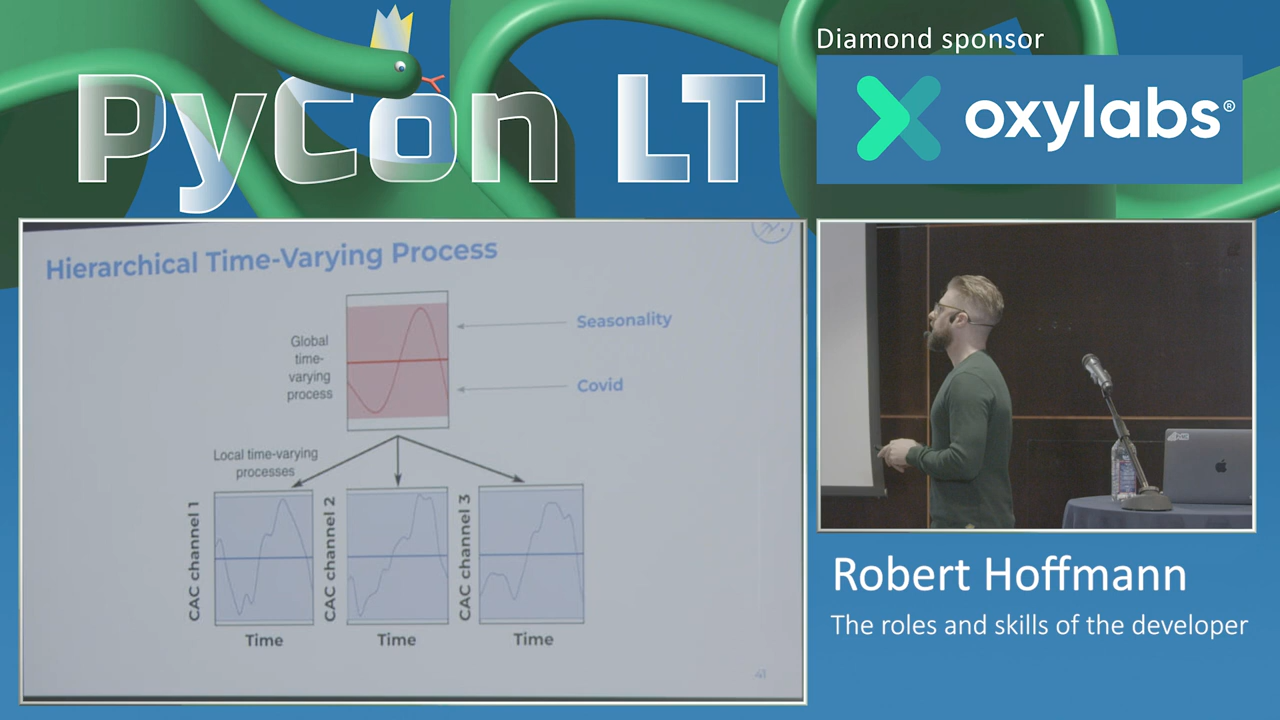 PyCon LT
Diamond sponsor
oxylabs®
Hierarchical Time-Varying Process
Global
time-
varying
process
Seasonality
Covid
Local time-varying
processes
CAC channel 1
CAC channel 2
CAC channel 3
Time
Time
Time
41
Robert Hoffmann
The roles and skills of the developer